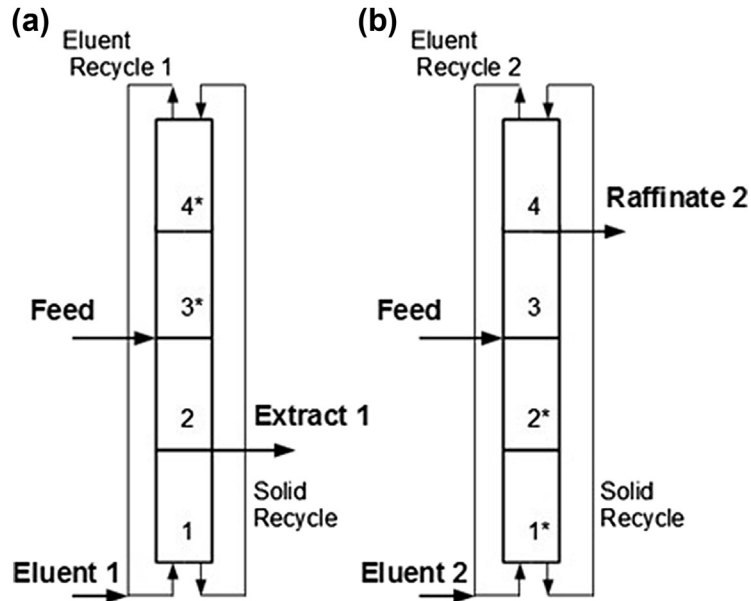 (a)
Eluent
Recycle 1
4*
3*
Feed
2
Extract 1
Solid
Recycle
1
Eluent 1
(b)
Eluent
Recycle 2
4
Raffinate 2
3
Feed
2*
Solid
Recycle
1*
Eluent 2